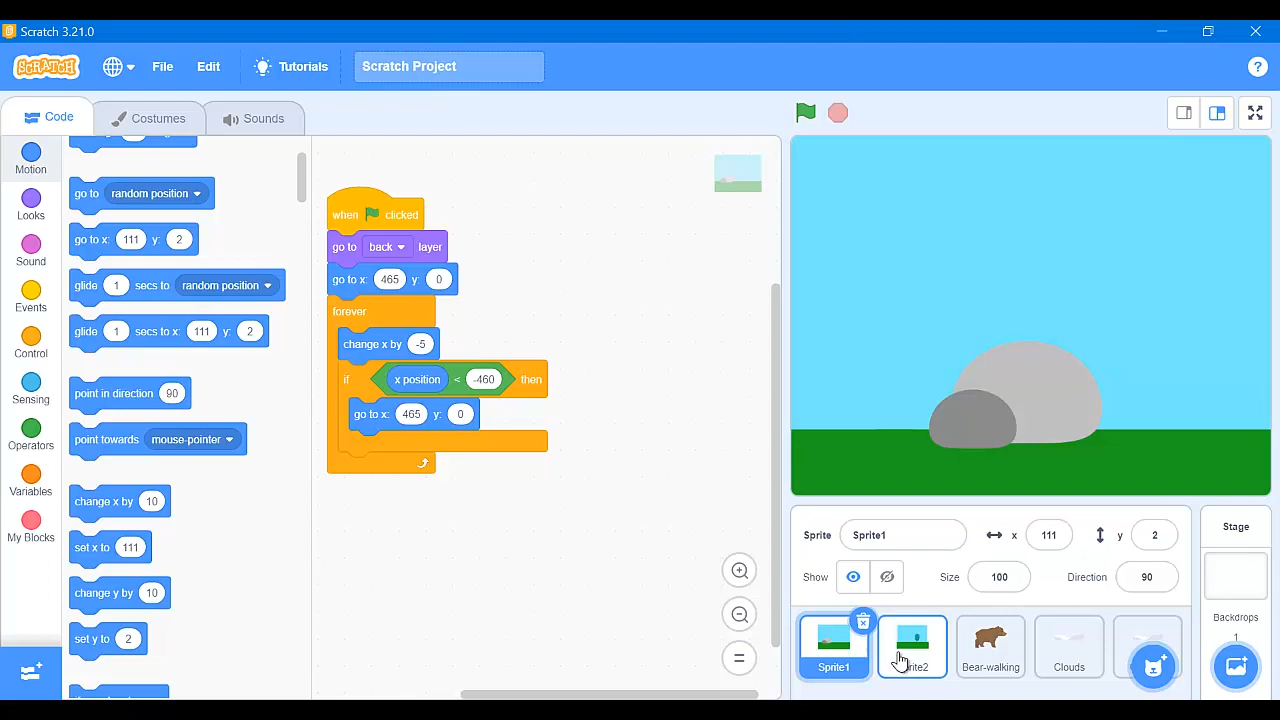 Scratch 3.21.0
SCRATCH File Edit Tutorials Scratch Project ?
Code Costumes Sounds
Motion
Looks
Sound
Events
Control
Sensing
Operators
Variables
My Blocks
go to random position
go to x: 111 y: 2
glide 1 secs to random position
glide 1 secs to x: 111 y: 2
point in direction 90
point towards mouse-pointer
change x by 10
set x to 111
change y by 10
set y to 2
when clicked
go to back layer
go to x: 465 y: 0
forever
change x by -5
if x position < -460 then
go to x: 465 y: 0
Sprite Sprite1 x 111 y 2
Show Size 100 Direction 90
Sprite1
Bear-walking
Clouds
Stage
Backdrops
1